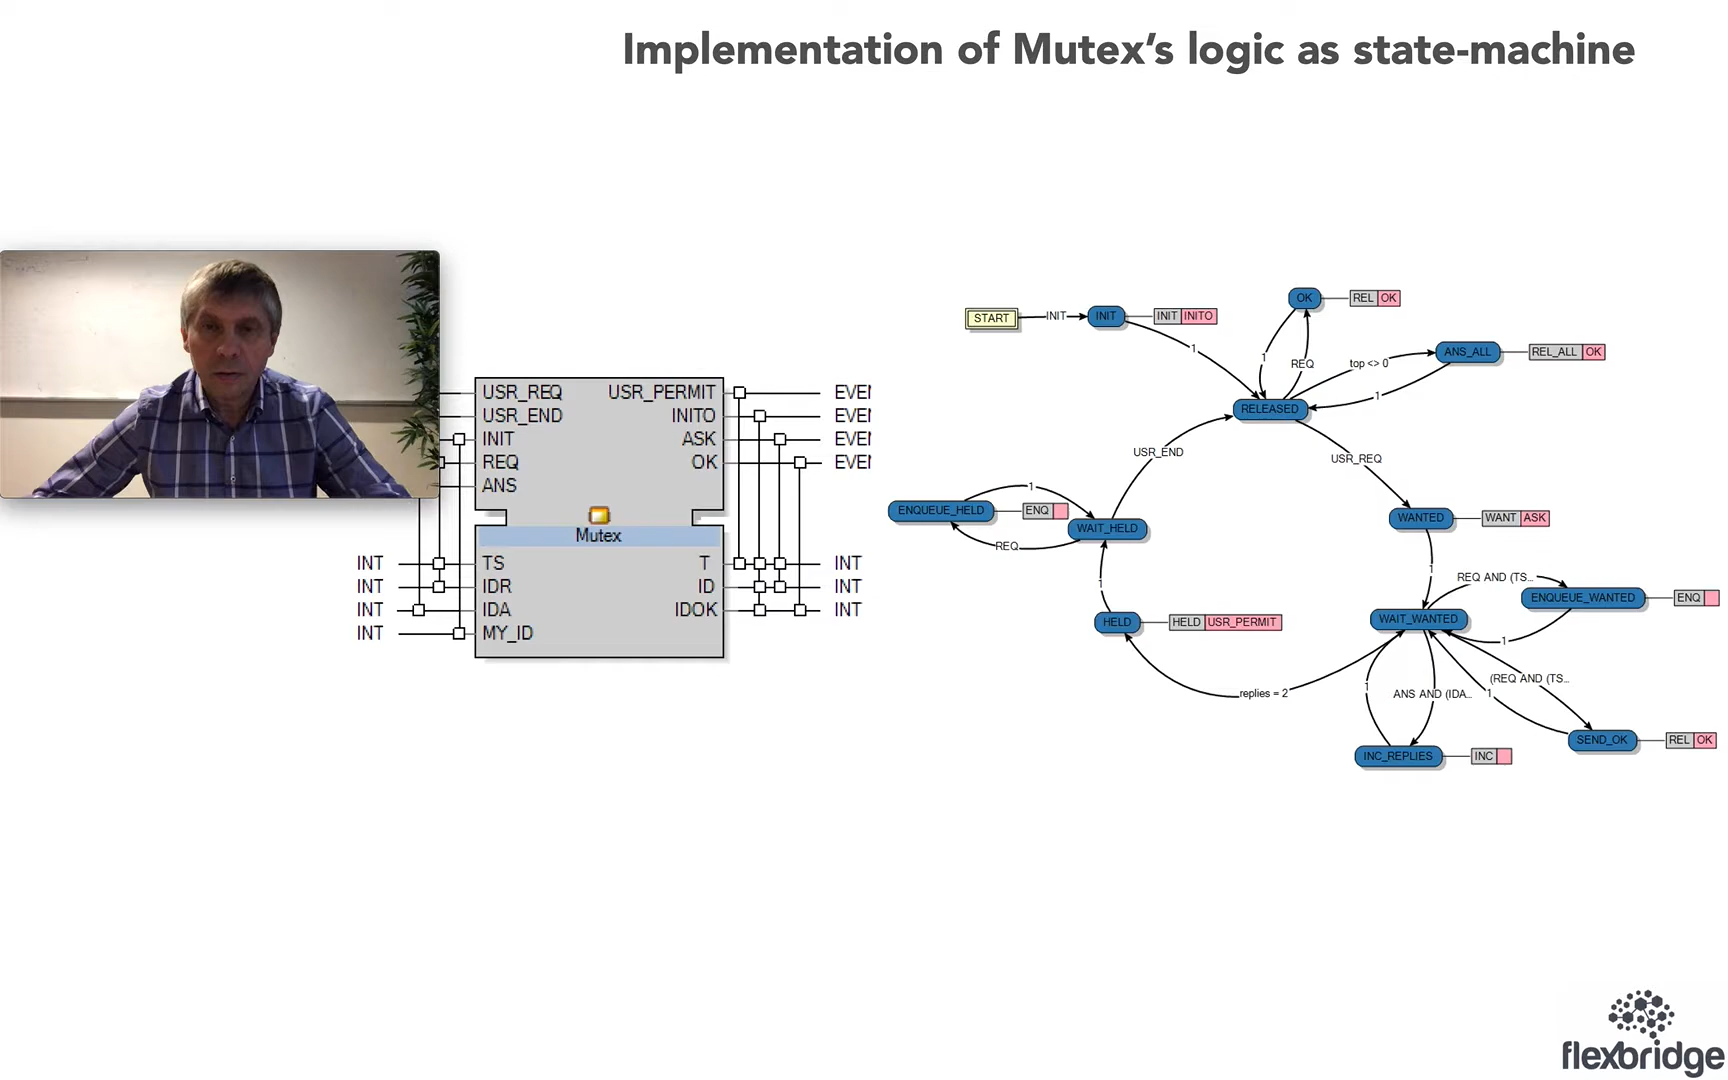 Implementation of Mutex's logic as state-machine
USR_REQ USR_PERMIT EVE
USR_END INITO EVE
INIT ASK EVE
REQ OK EVE
ANS
Mutex
INT TS T INT
INT IDR ID INT
INT IDA IDOK INT
INT MY_ID
START
INIT
INIT
INIT INITO
1
OK
REL OK
1
REQ
top <> 0
ANS_ALL
REL_ALL OK
1
RELEASED
USR_END
USR_REQ
ENQUEUE_HELD
1
ENQ
WAIT_HELD
REQ
WANTED
WANT ASK
1
1
REQ AND (TS...
ENQUEUE_WANTED
ENQ
HELD
HELD USR_PERMIT
WAIT_WANTED
1
replies = 2
1
ANS AND (IDA...
1
(REQ AND (TS...
SEND_OK
REL OK
INC_REPLIES
INC
flexbridge